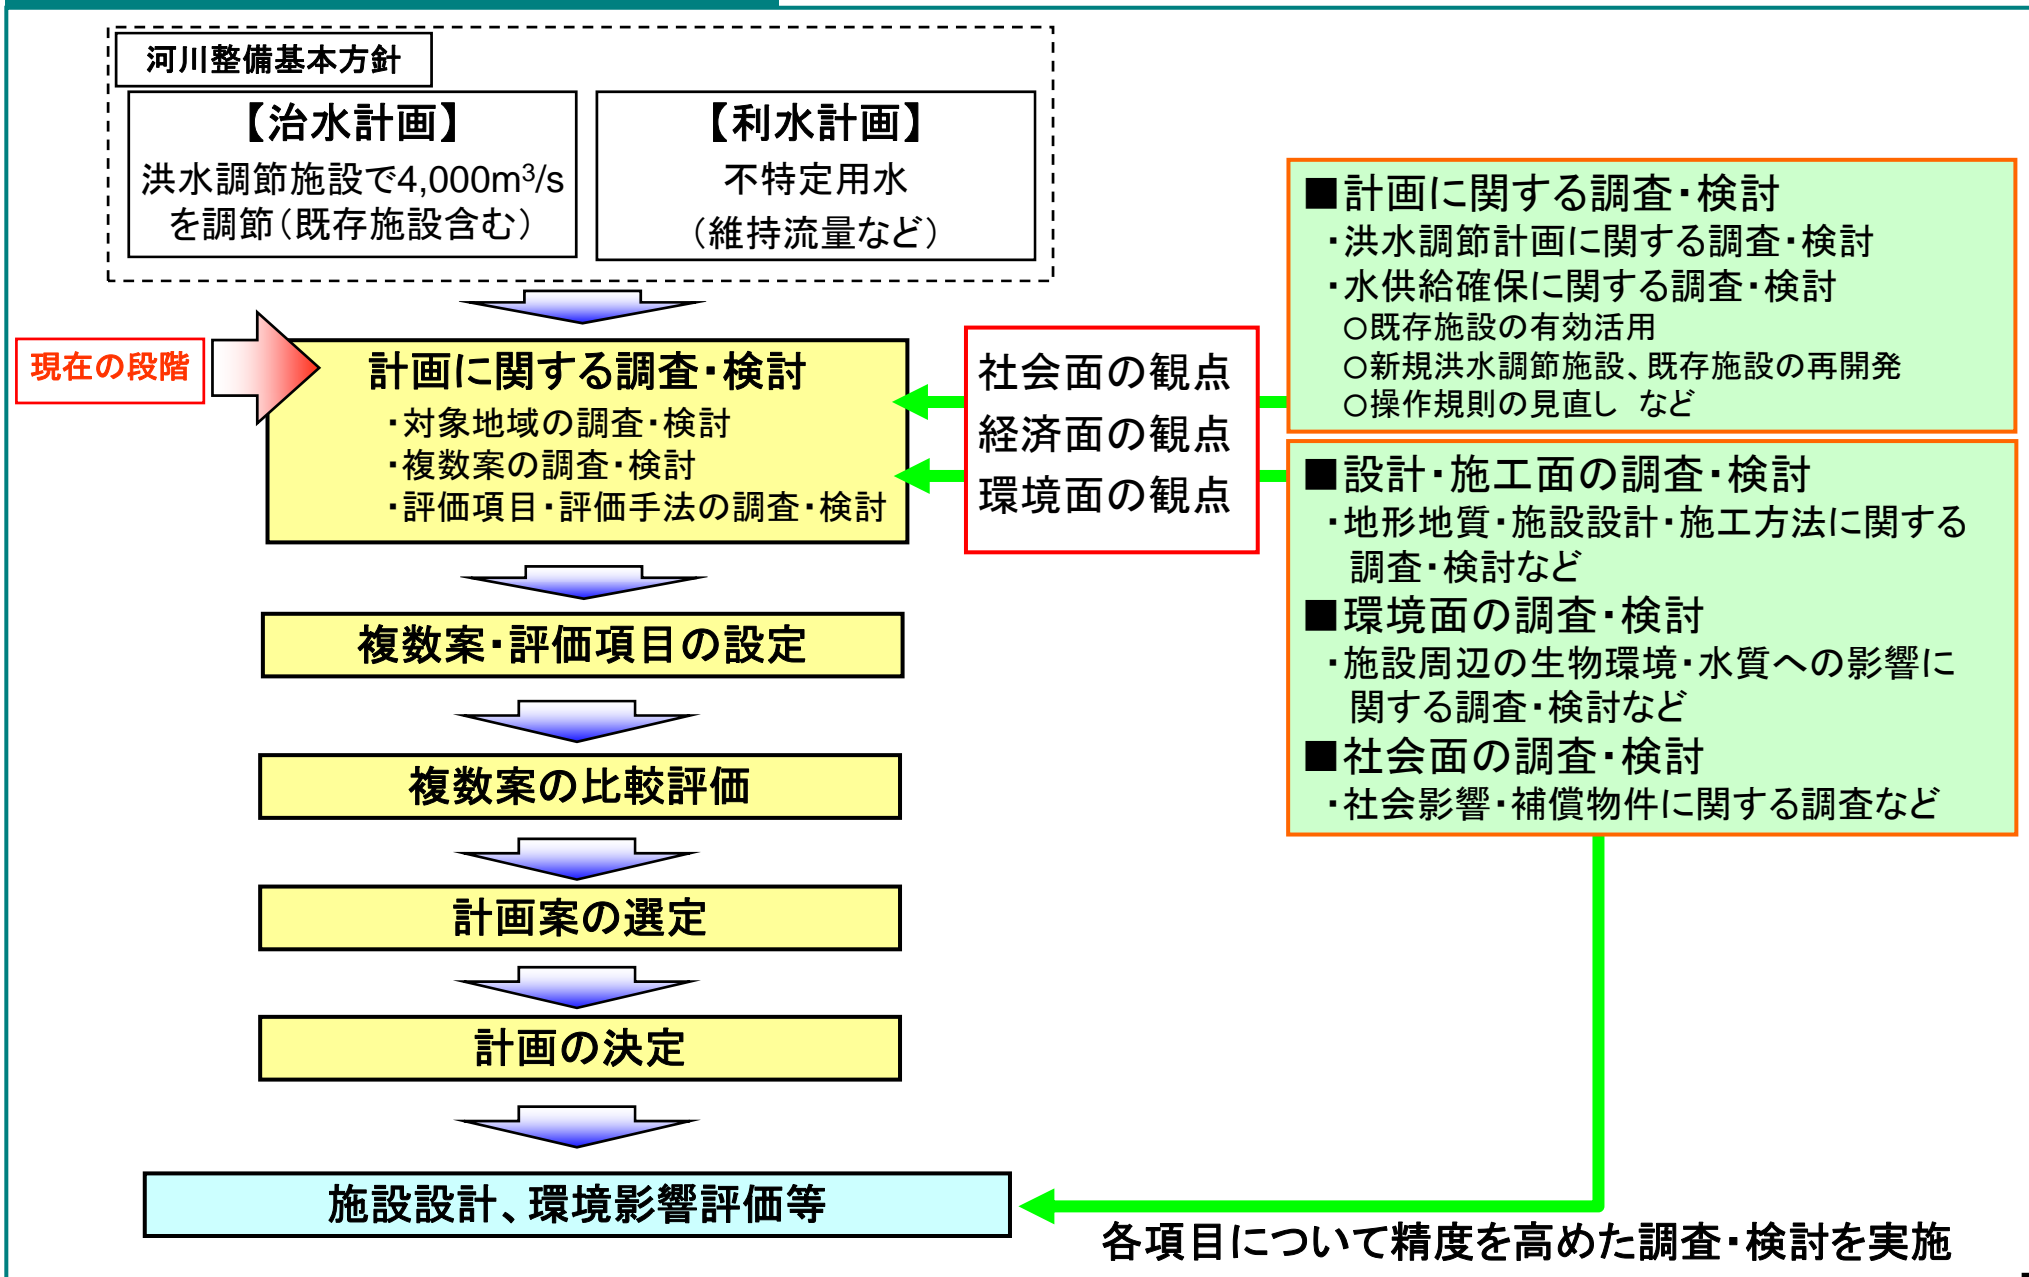 河川整備基本方針
【治水計画】
洪水調節施設で4,000m³/s
を調節(既存施設含む)
【利水計画】
不特定用水
(維持流量など)
現在の段階
計画に関する調査・検討
・対象地域の調査・検討
・複数案の調査・検討
・評価項目・評価手法の調査・検討
社会面の観点
経済面の観点
環境面の観点
■計画に関する調査・検討
・洪水調節計画に関する調査・検討
・水供給確保に関する調査・検討
○既存施設の有効活用
○新規洪水調節施設、既存施設の再開発
○操作規則の見直し など
■設計・施工面の調査・検討
・地形地質・施設設計・施工方法に関する
調査・検討など
■環境面の調査・検討
・施設周辺の生物環境・水質への影響に
関する調査・検討など
■社会面の調査・検討
・社会影響・補償物件に関する調査など
複数案・評価項目の設定
複数案の比較評価
計画案の選定
計画の決定
施設設計、環境影響評価等
各項目について精度を高めた調査・検討を実施